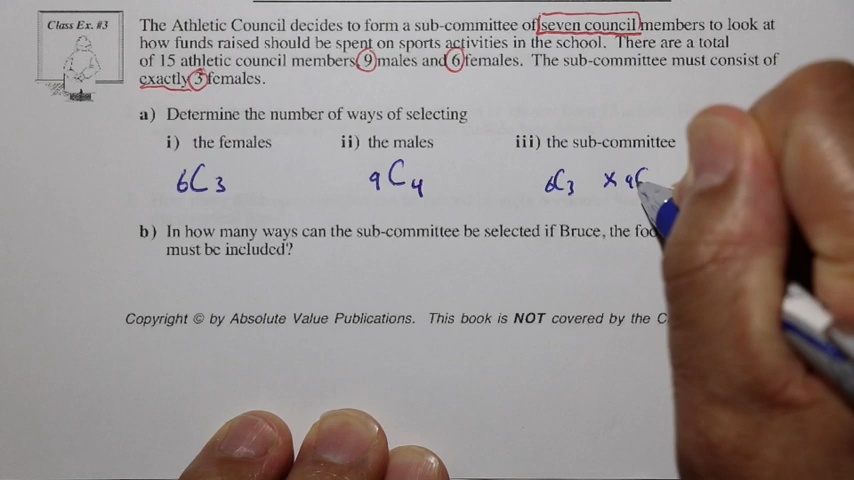 Class Ex. #3
The Athletic Council decides to form a sub-committee of seven council members to look at
how funds raised should be spent on sports activities in the school. There are a total
of 15 athletic council members 9 males and 6 females. The sub-committee must consist of
exactly 3 females.
a) Determine the number of ways of selecting
i) the females ii) the males iii) the sub-committee
6C3 9C4 6C3 × 9C
b) In how many ways can the sub-committee be selected if Bruce, the
must be included?
Copyright © by Absolute Value Publications. This book is NOT covered by the